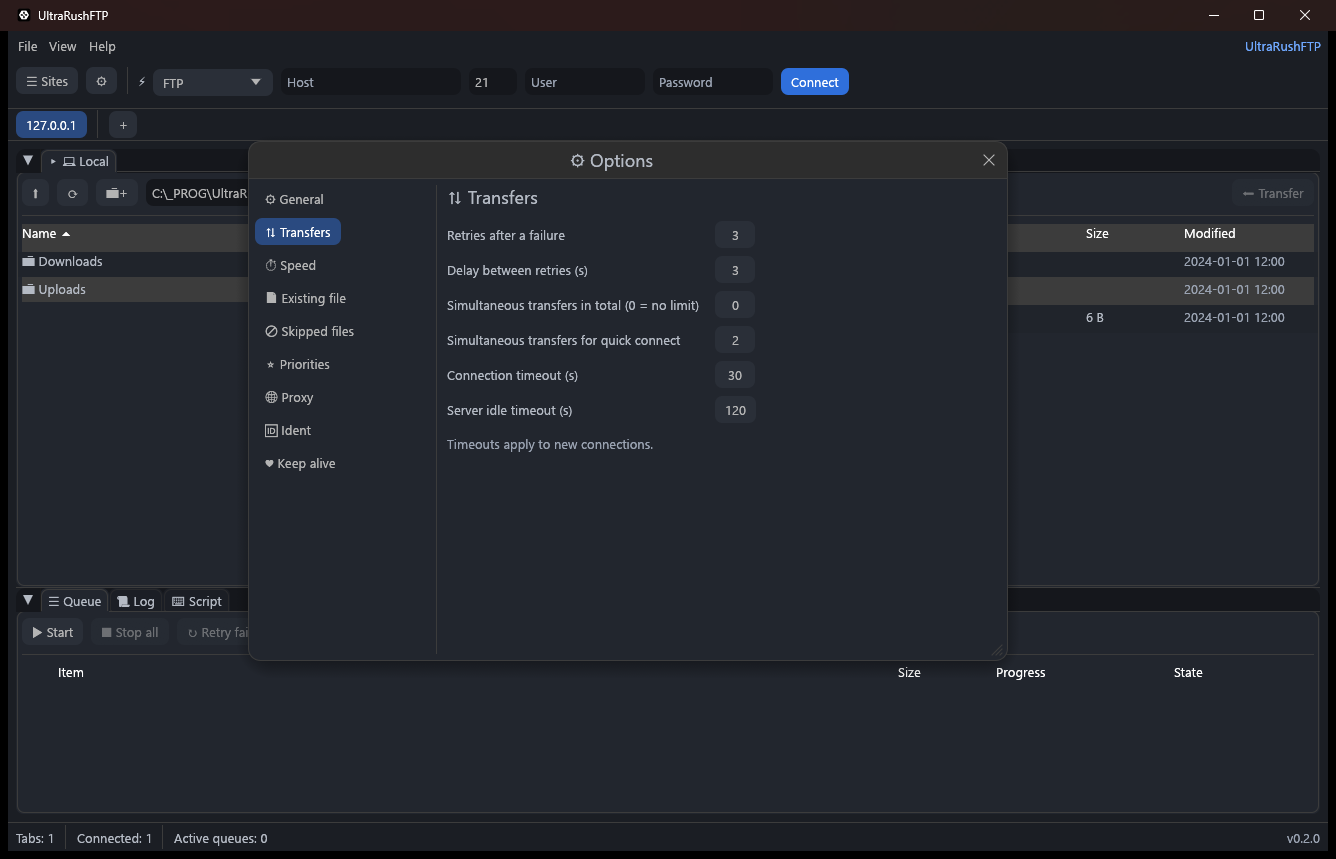 UltraRushFTP
File View Help UltraRushFTP
Sites FTP Host 21 User Password Connect
127.0.0.1 +
Local
Options
C:\_PROG\UltraR
Transfer
Name Size Modified
Downloads 2024-01-01 12:00
Uploads 2024-01-01 12:00
6 B 2024-01-01 12:00
General
Transfers
Speed
Existing file
Skipped files
Priorities
Proxy
Ident
Keep alive
Transfers
Retries after a failure 3
Delay between retries (s) 3
Simultaneous transfers in total (0 = no limit) 0
Simultaneous transfers for quick connect 2
Connection timeout (s) 30
Server idle timeout (s) 120
Timeouts apply to new connections.
Queue Log Script
Start Stop all Retry fai
Item Size Progress State
Tabs: 1 Connected: 1 Active queues: 0 v0.2.0